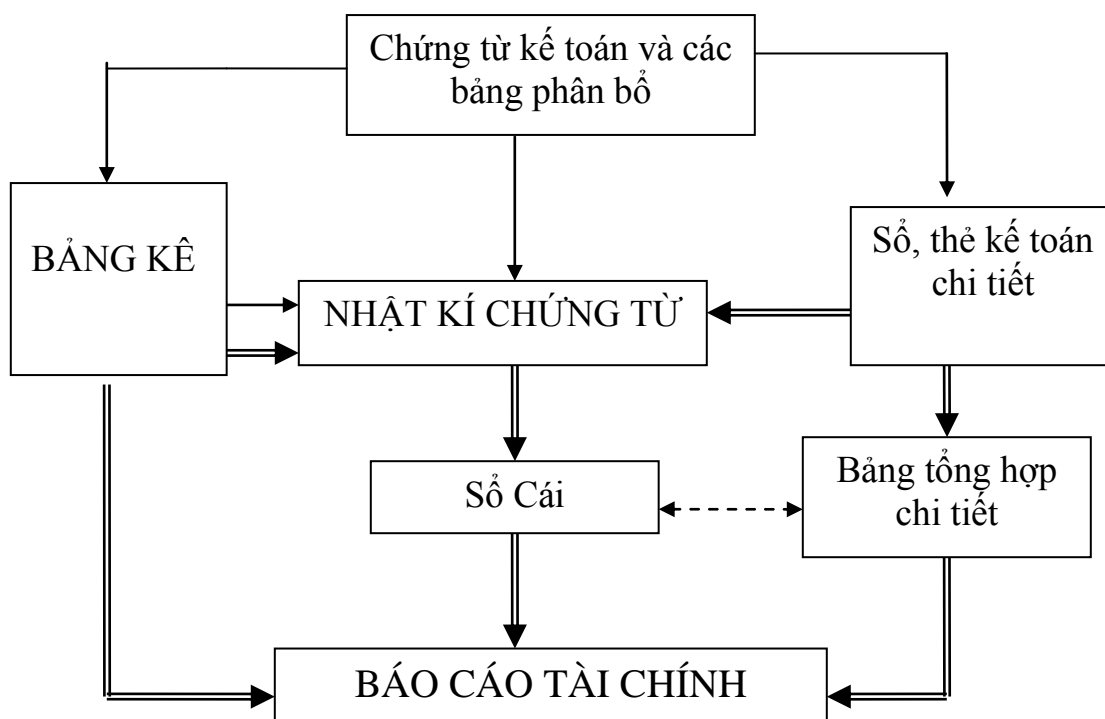 Chứng từ kế toán và các
bảng phân bổ
BẢNG KÊ
Sổ, thẻ kế toán
chi tiết
NHẬT KÍ CHỨNG TỪ
Sổ Cái
Bảng tổng hợp
chi tiết
BÁO CÁO TÀI CHÍNH